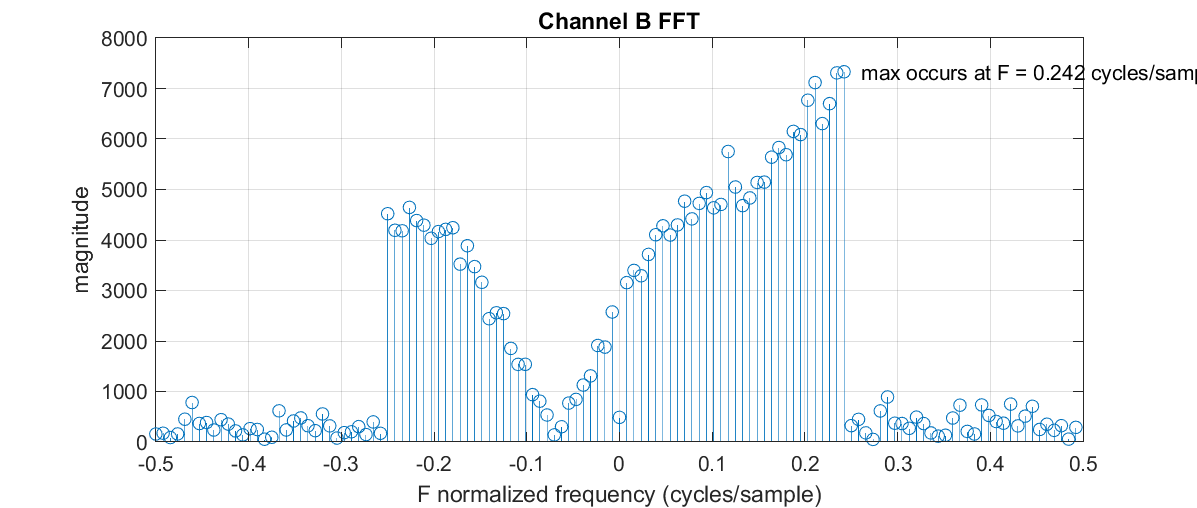 Channel B FFT
8000
7000
6000
5000
4000
3000
2000
1000
0
magnitude
max occurs at F = 0.242 cycles/samp
-0.5 -0.4 -0.3 -0.2 -0.1 0 0.1 0.2 0.3 0.4 0.5
F normalized frequency (cycles/sample)